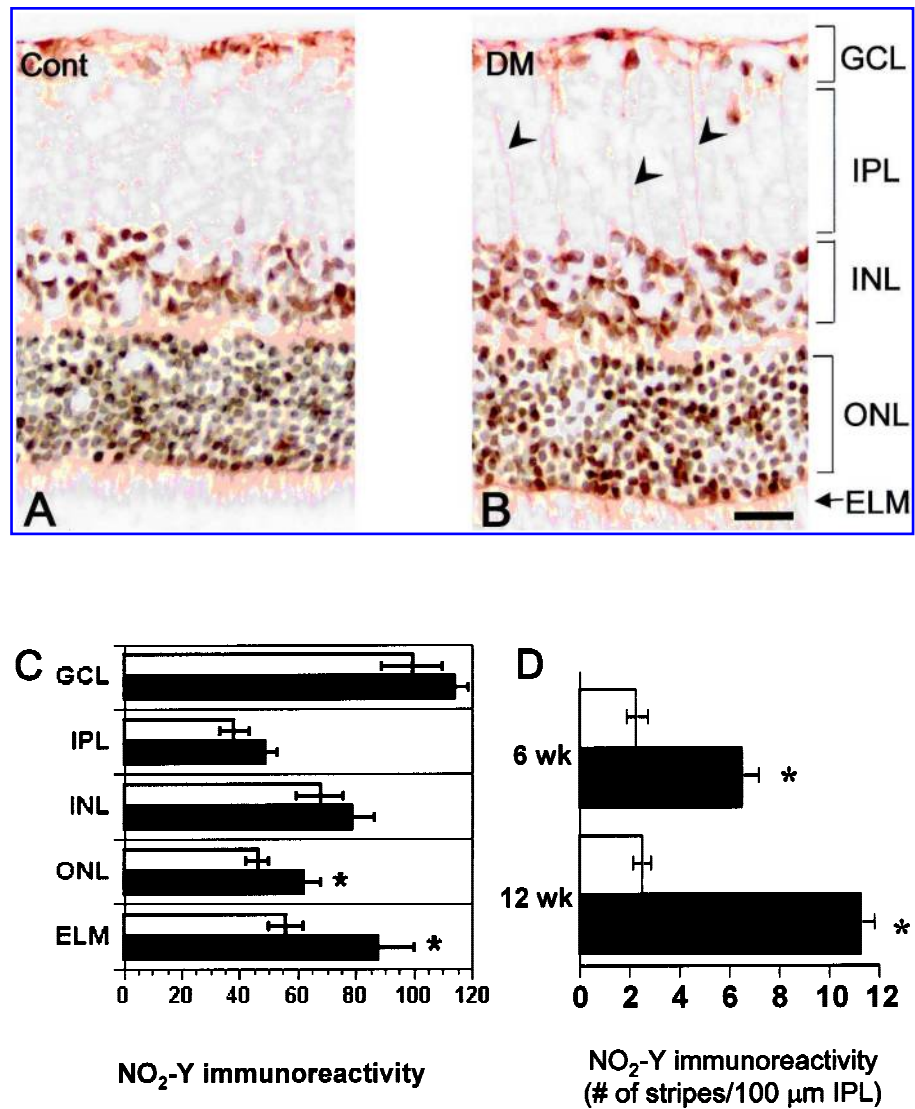 Cont
DM
GCL
IPL
INL
ONL
ELM
A
B
C
GCL
IPL
INL
ONL
ELM
*
*
0 20 40 60 80 100 120
NO₂-Y immunoreactivity
D
6 wk
*
12 wk
*
0 2 4 6 8 10 12
NO₂-Y immunoreactivity
(# of stripes/100 μm IPL)